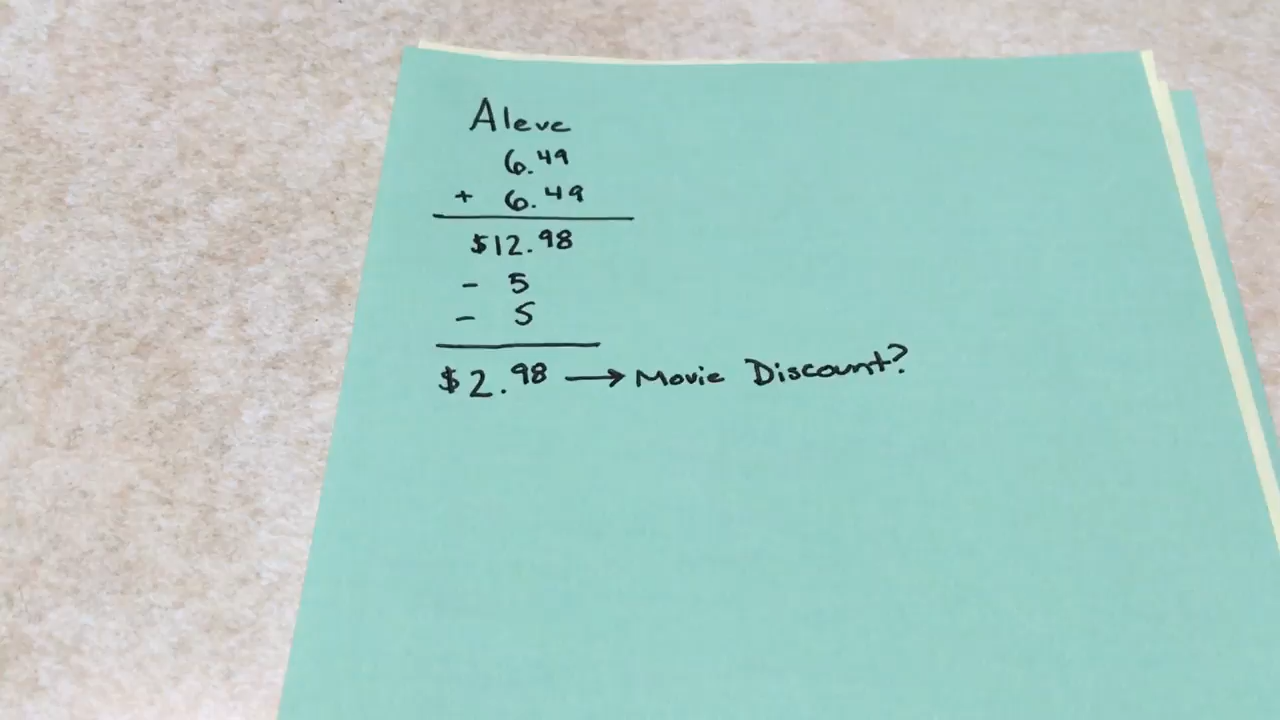 Aleve
6.49
+ 6.49
$12.98
- 5
- 5
$2.98 → Movie Discount?